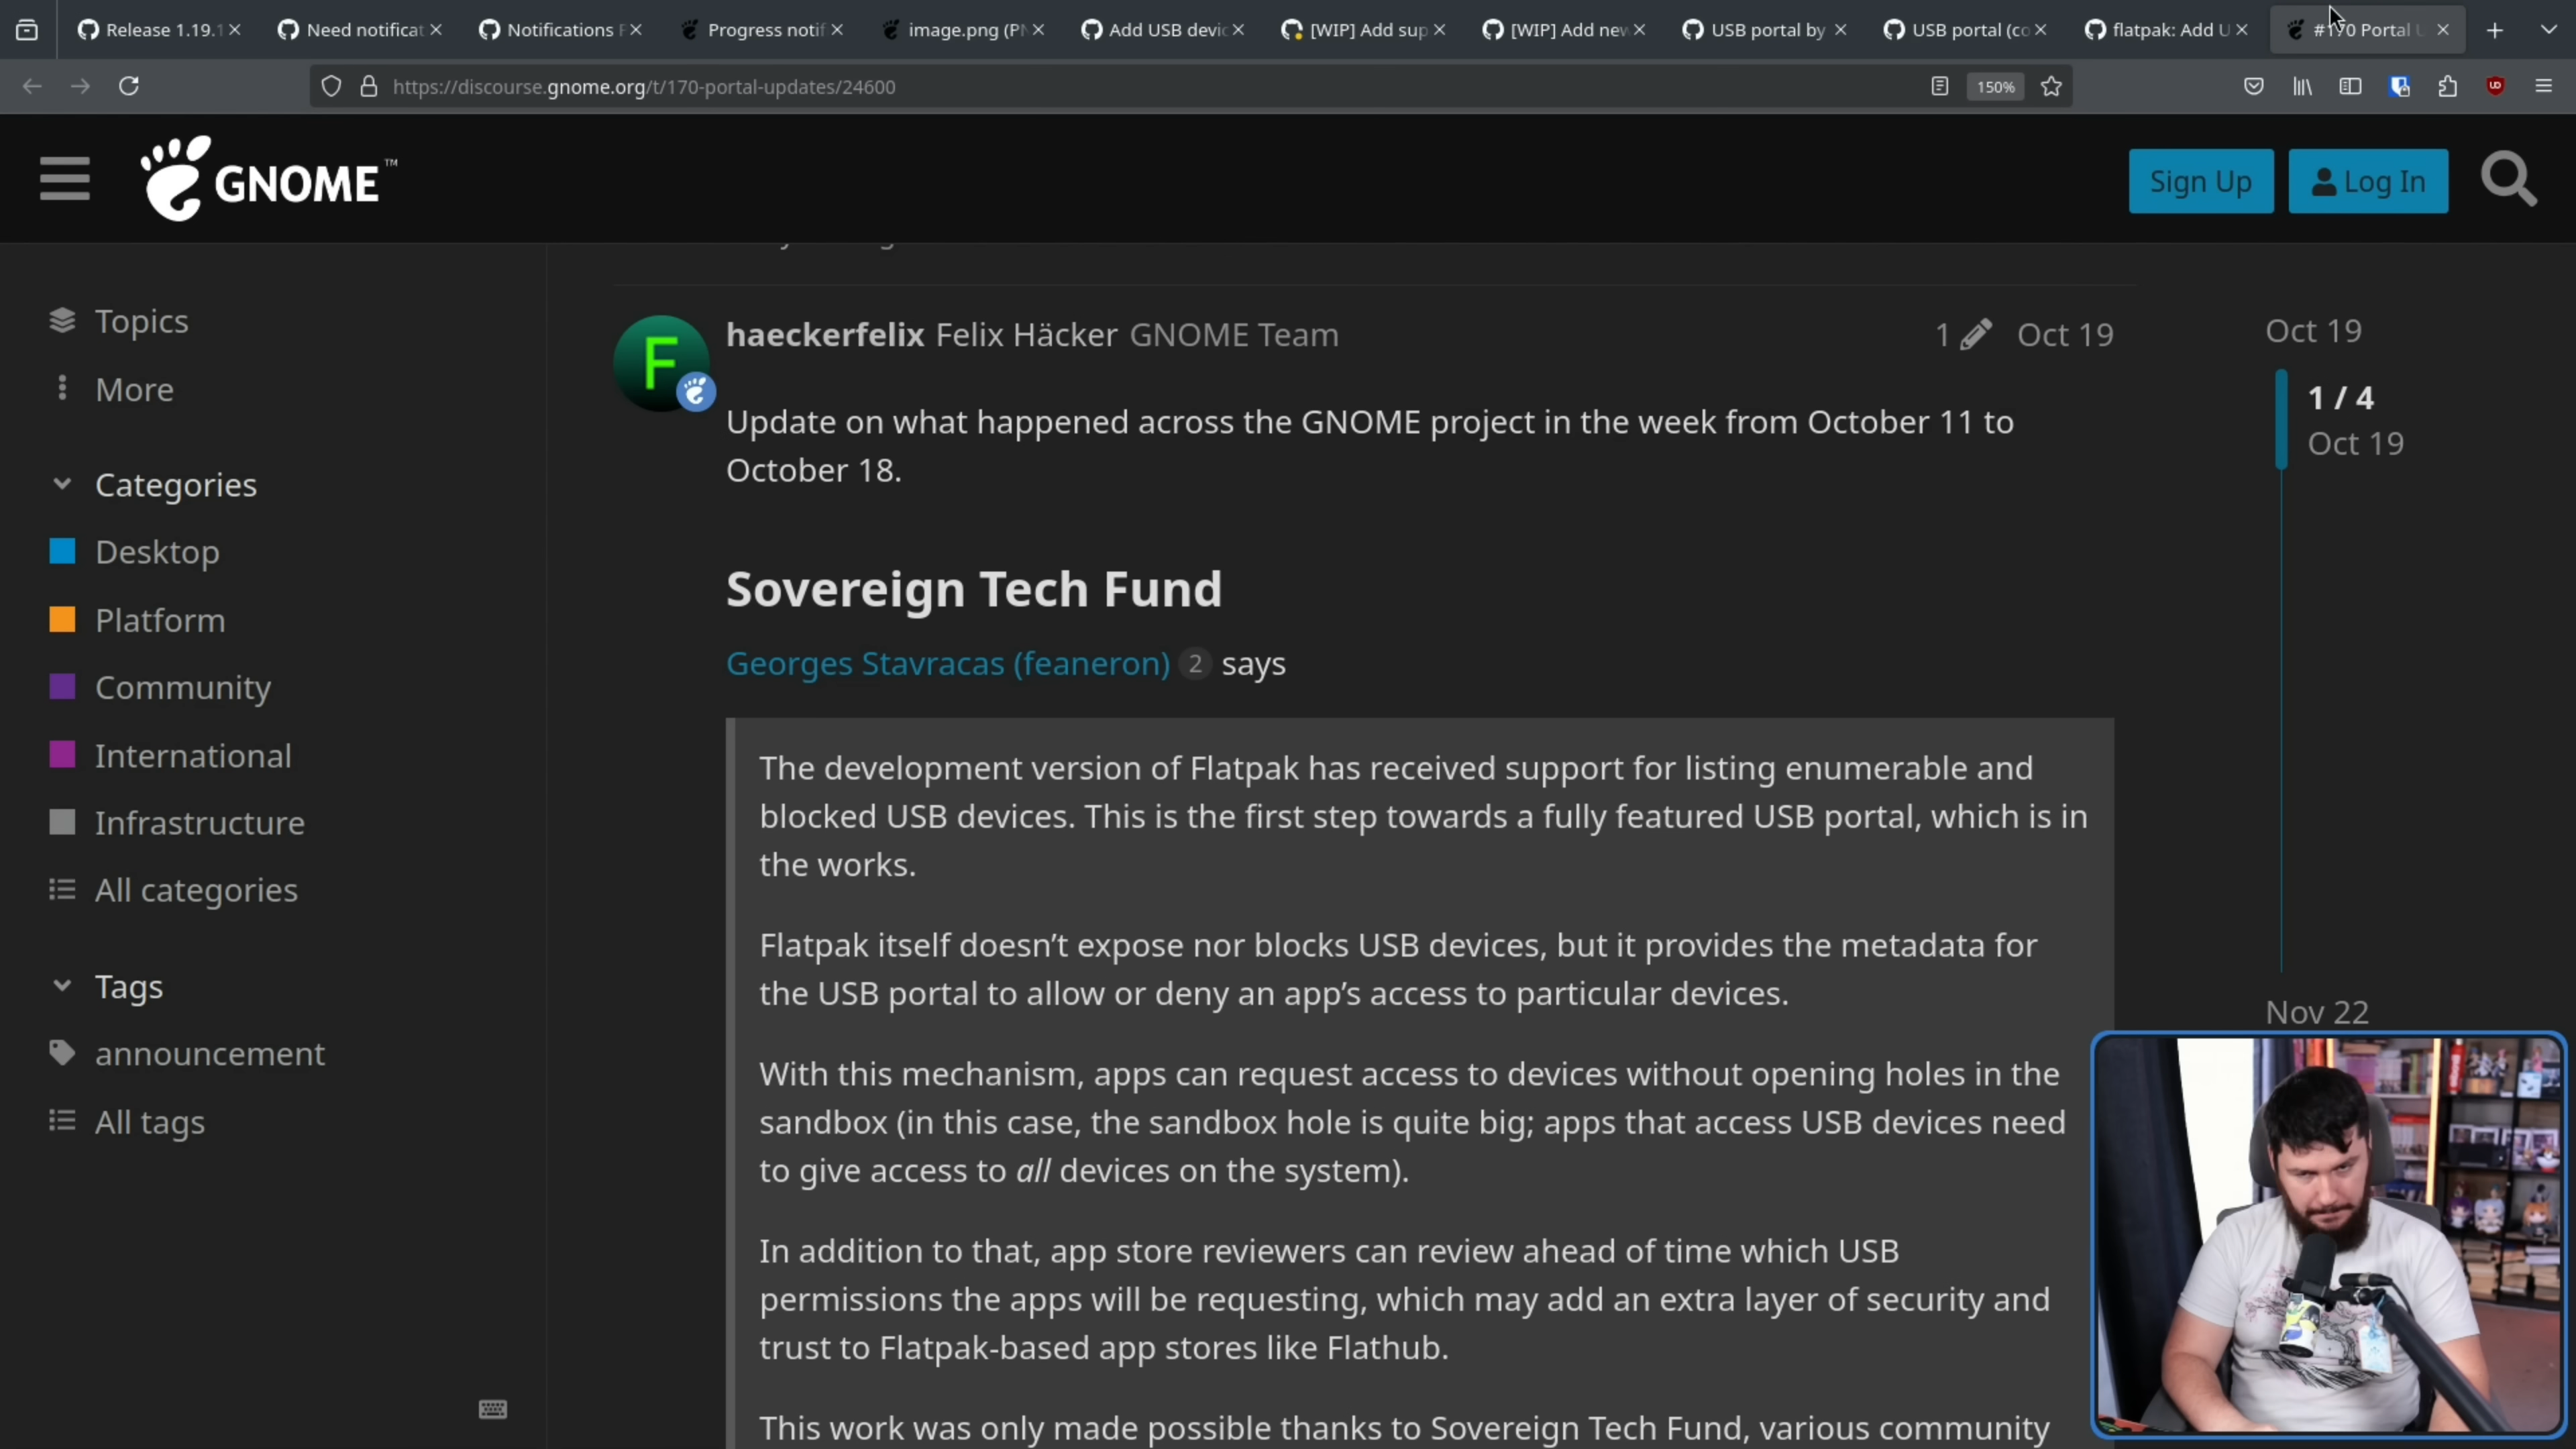 Release 1.19.1
Need notificat
Notifications F
Progress notif
image.png (PN
Add USB devic
[WIP] Add sup
[WIP] Add new
USB portal by
USB portal (co
flatpak: Add U
#170 Portal U
https://discourse.gnome.org/t/170-portal-updates/24600
150%
GNOME™
Sign Up
Log In
Topics
More
Categories
Desktop
Platform
Community
International
Infrastructure
All categories
Tags
announcement
All tags
haeckerfelix Felix Häcker GNOME Team
1
Oct 19
Update on what happened across the GNOME project in the week from October 11 to
October 18.
Sovereign Tech Fund
Georges Stavracas (feaneron) 2 says
The development version of Flatpak has received support for listing enumerable and
blocked USB devices. This is the first step towards a fully featured USB portal, which is in
the works.
Flatpak itself doesn’t expose nor blocks USB devices, but it provides the metadata for
the USB portal to allow or deny an app’s access to particular devices.
With this mechanism, apps can request access to devices without opening holes in the
sandbox (in this case, the sandbox hole is quite big; apps that access USB devices need
to give access to all devices on the system).
In addition to that, app store reviewers can review ahead of time which USB
permissions the apps will be requesting, which may add an extra layer of security and
trust to Flatpak-based app stores like Flathub.
This work was only made possible thanks to Sovereign Tech Fund, various community
Oct 19
1 / 4
Oct 19
Nov 22